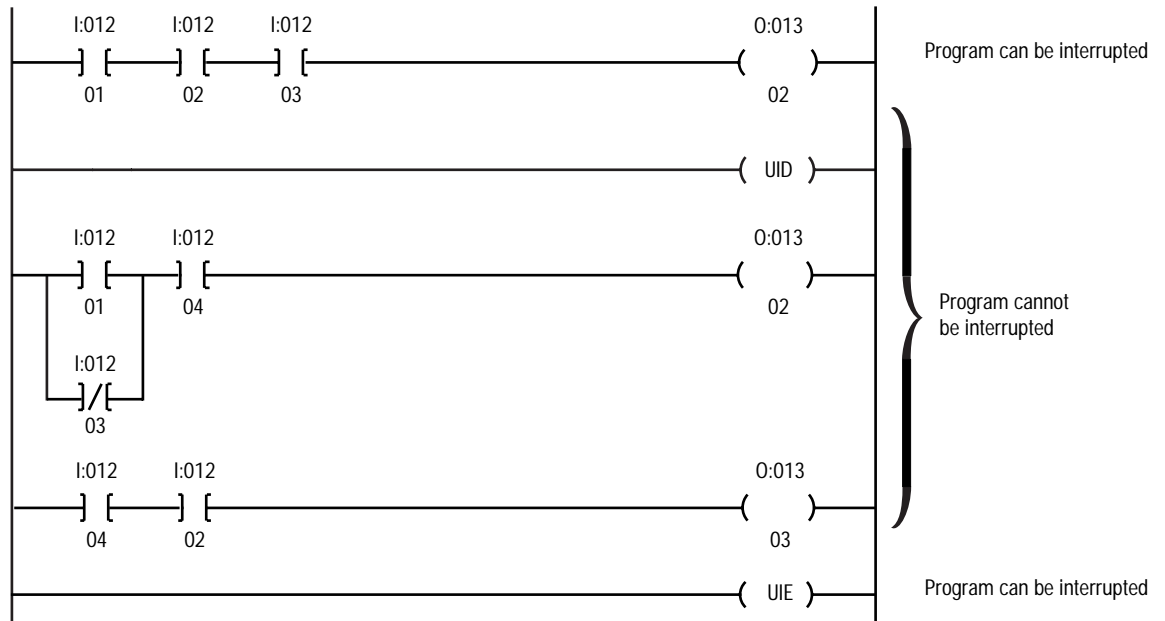 I:012 I:012 I:012 O:013
Program can be interrupted
01 02 03 02
UID
I:012 I:012 O:013
01 04 02
Program cannot
be interrupted
I:012
03
I:012 I:012 O:013
04 02 03
UIE
Program can be interrupted